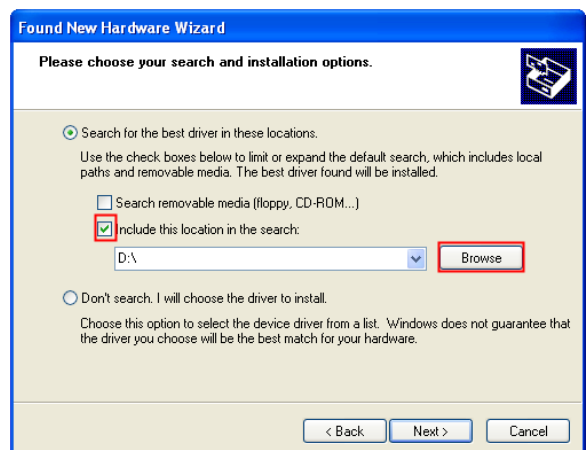 Found New Hardware Wizard
Please choose your search and installation options.
Search for the best driver in these locations.
Use the check boxes below to limit or expand the default search, which includes local
paths and removable media. The best driver found will be installed.
Search removable media (floppy, CD-ROM...)
Include this location in the search:
D:\
Browse
Don't search. I will choose the driver to install.
Choose this option to select the device driver from a list. Windows does not guarantee that
the driver you choose will be the best match for your hardware.
< Back
Next >
Cancel